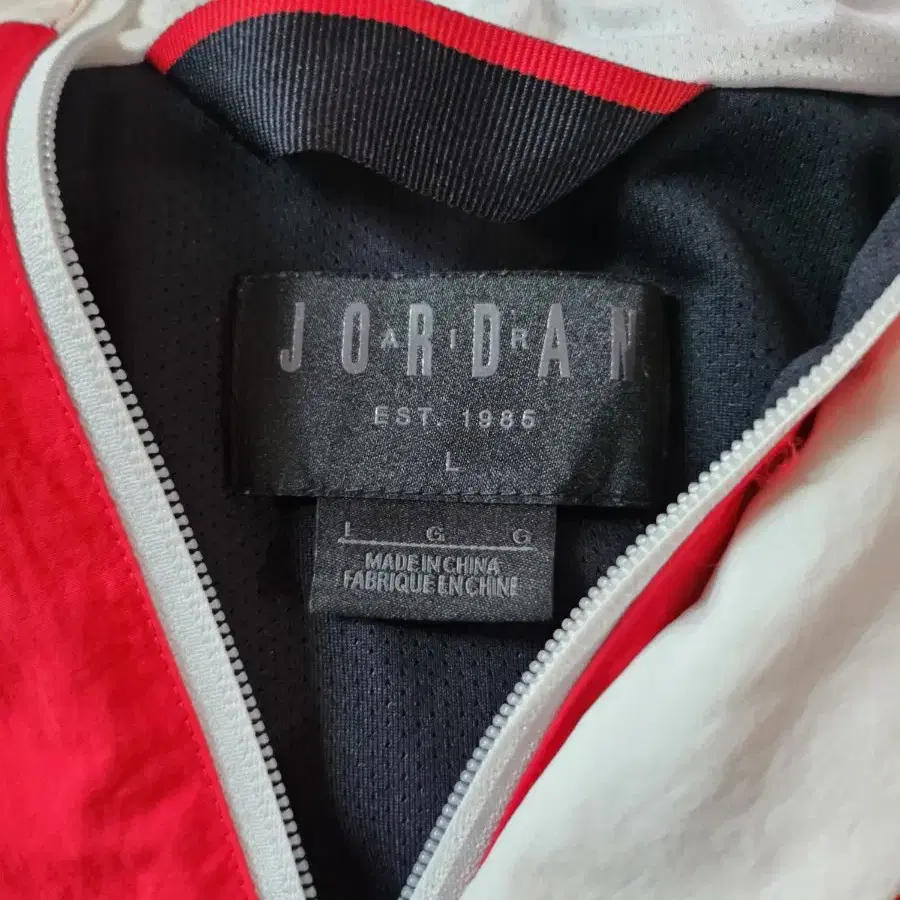 JORDAN
AIR
EST. 1985
L
L G G
MADE IN CHINA
FABRIQUE EN CHINE